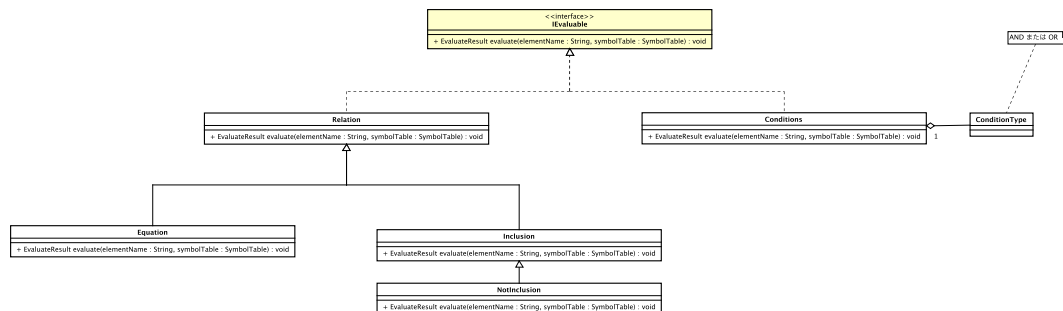 <<interface>>
IEvaluable
+ EvaluateResult evaluate(elementName : String, symbolTable : SymbolTable) : void
AND または OR
Relation
+ EvaluateResult evaluate(elementName : String, symbolTable : SymbolTable) : void
Conditions
+ EvaluateResult evaluate(elementName : String, symbolTable : SymbolTable) : void
1
ConditionType
Equation
+ EvaluateResult evaluate(elementName : String, symbolTable : SymbolTable) : void
Inclusion
+ EvaluateResult evaluate(elementName : String, symbolTable : SymbolTable) : void
NotInclusion
+ EvaluateResult evaluate(elementName : String, symbolTable : SymbolTable) : void